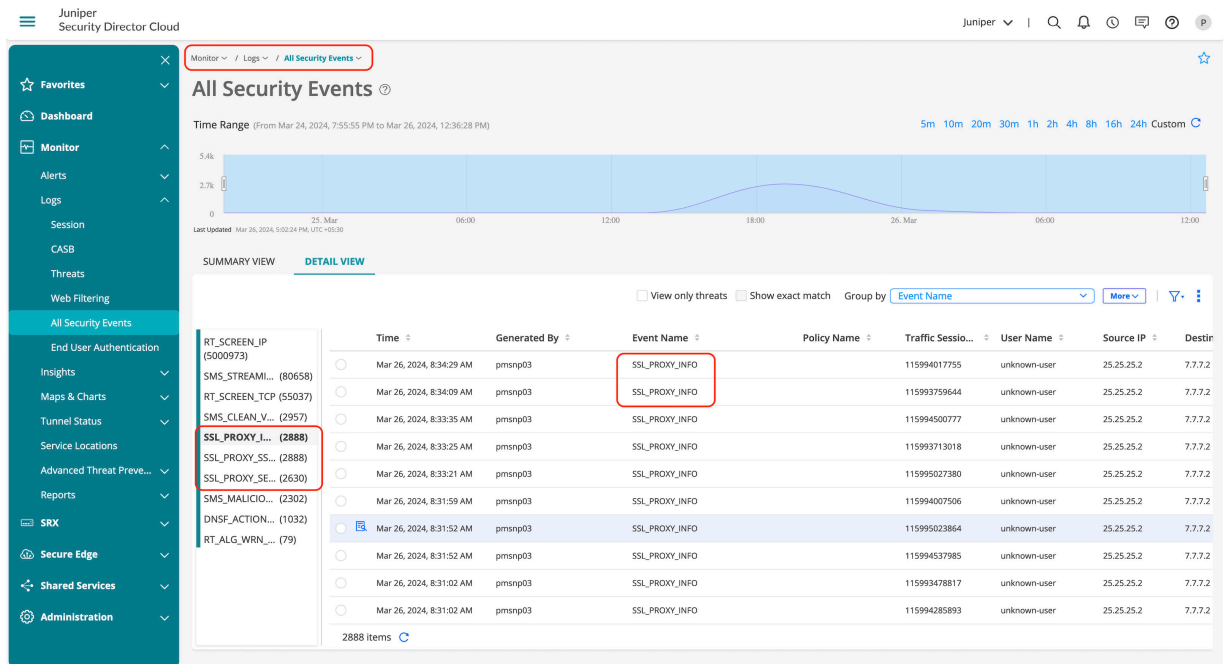 Juniper
Security Director Cloud
Juniper
P
Favorites
Dashboard
Monitor
Alerts
Logs
Session
CASB
Threats
Web Filtering
All Security Events
End User Authentication
Insights
Maps & Charts
Tunnel Status
Service Locations
Advanced Threat Preve...
Reports
SRX
Secure Edge
Shared Services
Administration
Monitor / Logs / All Security Events
All Security Events
Time Range (From Mar 24, 2024, 7:55:55 PM to Mar 26, 2024, 12:36:28 PM)
5m 10m 20m 30m 1h 2h 4h 8h 16h 24h Custom
5.4k
2.7k
0
25. Mar 06:00 12:00 18:00 26. Mar 06:00 12:00
Last Updated Mar 26, 2024, 5:02:24 PM, UTC +05:30
SUMMARY VIEW DETAIL VIEW
View only threats Show exact match Group by Event Name More
RT_SCREEN_IP
(5000973)
SMS_STREAMI... (80658)
RT_SCREEN_TCP (55037)
SMS_CLEAN_V... (2957)
SSL_PROXY_I... (2888)
SSL_PROXY_SS... (2888)
SSL_PROXY_SE... (2630)
SMS_MALICIO... (2302)
DNSF_ACTION... (1032)
RT_ALG_WRN_... (79)
Time Generated By Event Name Policy Name Traffic Sessio... User Name Source IP Destin
Mar 26, 2024, 8:34:29 AM pmsnp03 SSL_PROXY_INFO 115994017755 unknown-user 25.25.25.2 7.7.7.2
Mar 26, 2024, 8:34:09 AM pmsnp03 SSL_PROXY_INFO 115993759644 unknown-user 25.25.25.2 7.7.7.2
Mar 26, 2024, 8:33:35 AM pmsnp03 SSL_PROXY_INFO 115994500777 unknown-user 25.25.25.2 7.7.7.2
Mar 26, 2024, 8:33:25 AM pmsnp03 SSL_PROXY_INFO 115993713018 unknown-user 25.25.25.2 7.7.7.2
Mar 26, 2024, 8:33:21 AM pmsnp03 SSL_PROXY_INFO 115995027380 unknown-user 25.25.25.2 7.7.7.2
Mar 26, 2024, 8:31:59 AM pmsnp03 SSL_PROXY_INFO 115994007506 unknown-user 25.25.25.2 7.7.7.2
Mar 26, 2024, 8:31:52 AM pmsnp03 SSL_PROXY_INFO 115995023864 unknown-user 25.25.25.2 7.7.7.2
Mar 26, 2024, 8:31:52 AM pmsnp03 SSL_PROXY_INFO 115994537985 unknown-user 25.25.25.2 7.7.7.2
Mar 26, 2024, 8:31:02 AM pmsnp03 SSL_PROXY_INFO 115993478817 unknown-user 25.25.25.2 7.7.7.2
Mar 26, 2024, 8:31:02 AM pmsnp03 SSL_PROXY_INFO 115994285893 unknown-user 25.25.25.2 7.7.7.2
2888 items